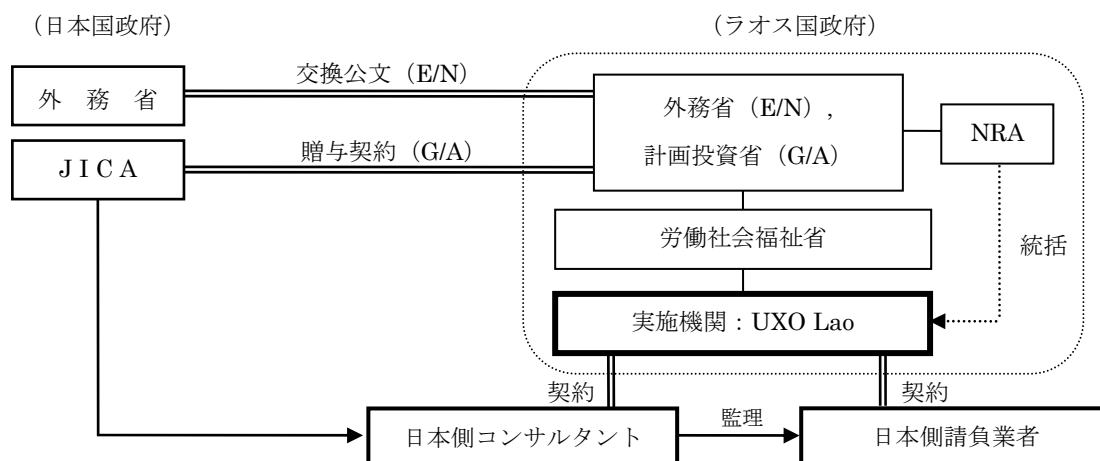 （日本国政府）
（ラオス国政府）
外　務　省
交換公文（E/N）
外務省（E/N）,
計画投資省（G/A）
NRA
J I C A
贈与契約（G/A）
労働社会福祉省
統括
実施機関：UXO Lao
契約
契約
日本側コンサルタント
監理
日本側請負業者